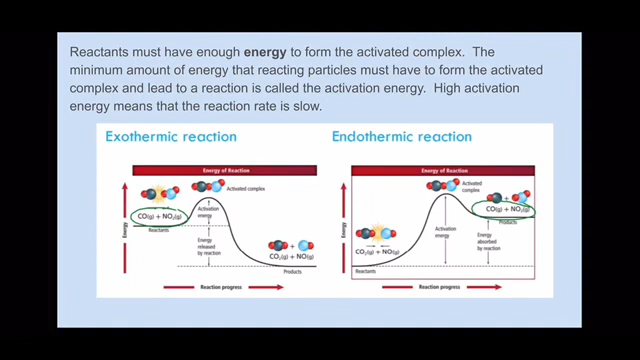 Reactants must have enough energy to form the activated complex. The
minimum amount of energy that reacting particles must have to form the activated
complex and lead to a reaction is called the activation energy. High activation
energy means that the reaction rate is slow.
Exothermic reaction
Energy of Reaction
Activated complex
CO(g) + NO₂(g)
Reactants
Activation
energy
Energy
released
by reaction
CO₂(g) + NO(g)
Products
Energy
Reaction progress
Endothermic reaction
Energy of Reaction
Activated
complex
CO(g) + NO₂(g)
Products
Activation
energy
Energy
absorbed
by reaction
CO₂(g) + NO(g)
Reactants
Energy
Reaction progress